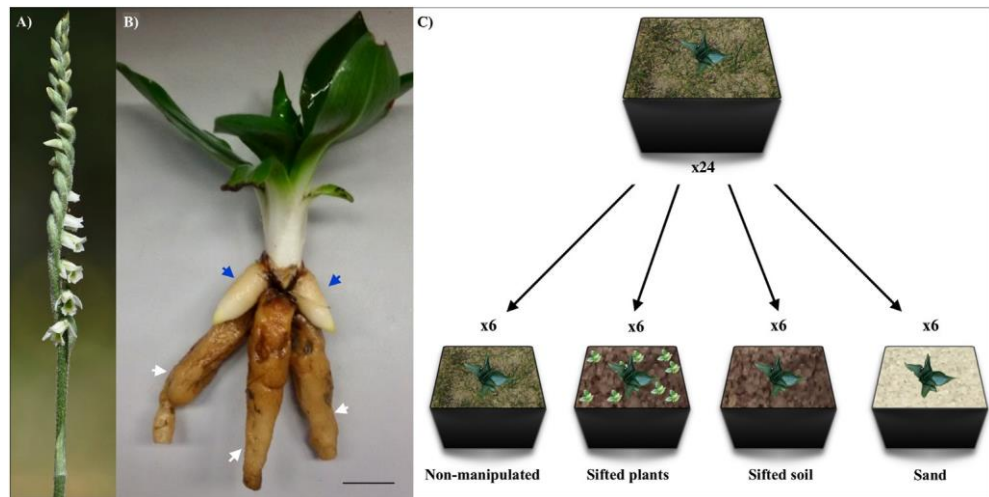 A)
B)
C)
x24
x6 x6 x6 x6
Non-manipulated Sifted plants Sifted soil Sand